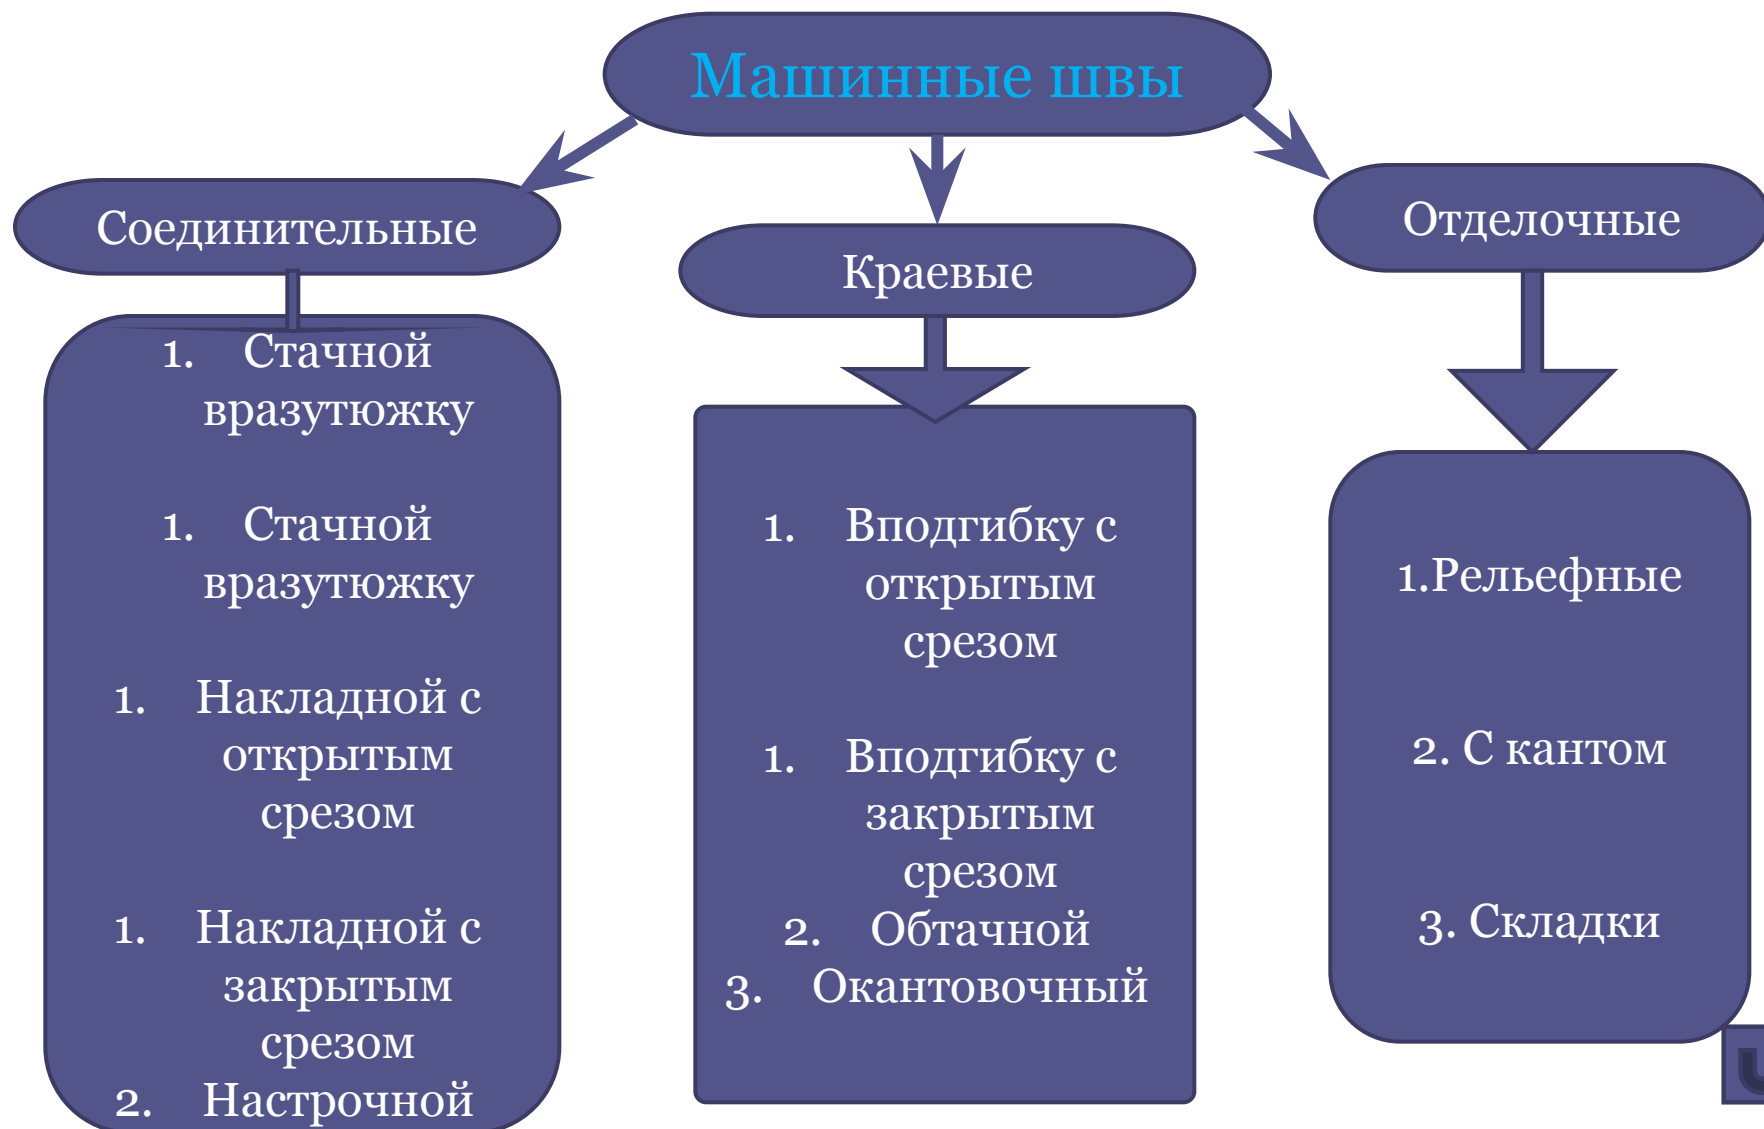 Машинные швы
Соединительные
1. Стачной
вразутюжку
1. Стачной
вразутюжку
1. Накладной с
открытым
срезом
1. Накладной с
закрытым
срезом
2. Настрочной
Краевые
1. Вподгибку с
открытым
срезом
1. Вподгибку с
закрытым
срезом
2. Обтачной
3. Окантовочный
Отделочные
1.Рельефные
2. С кантом
3. Складки